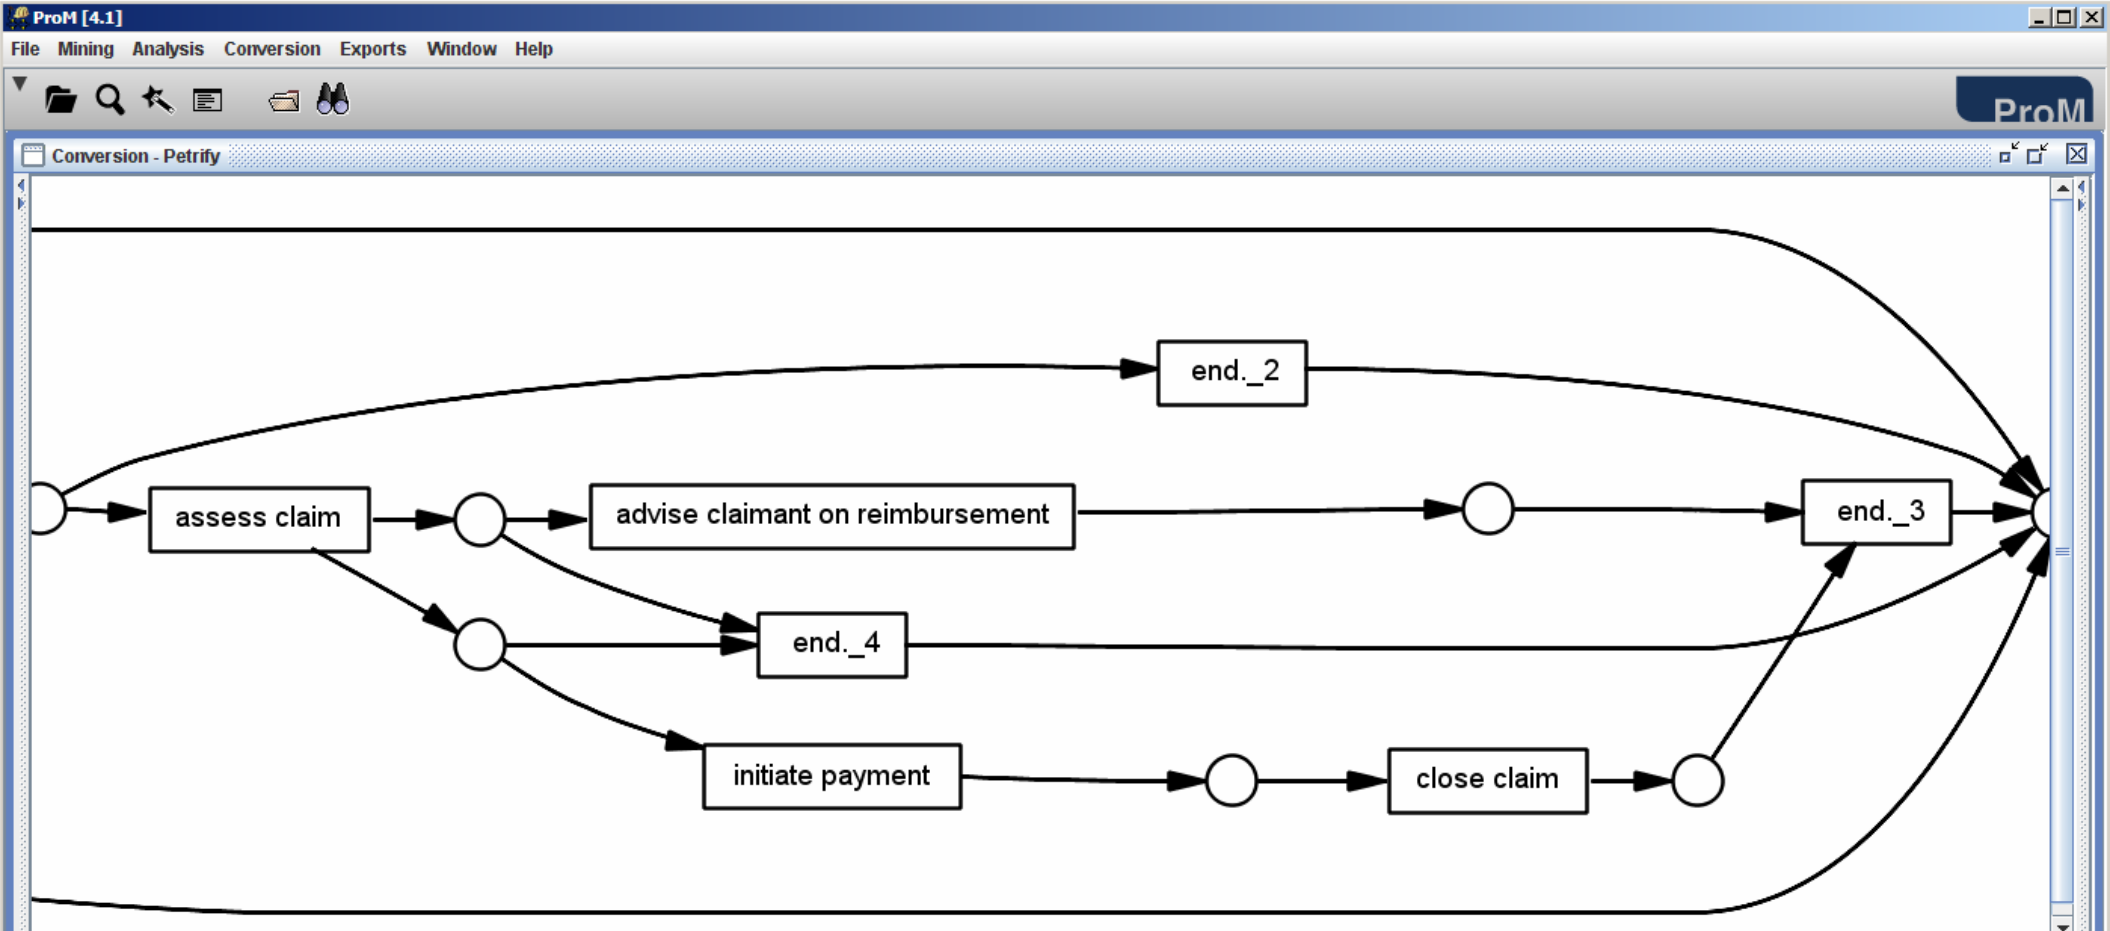 ProM [4.1]
File Mining Analysis Conversion Exports Window Help
ProM
Conversion - Petrify
end._2
assess claim
advise claimant on reimbursement
end._3
end._4
initiate payment
close claim